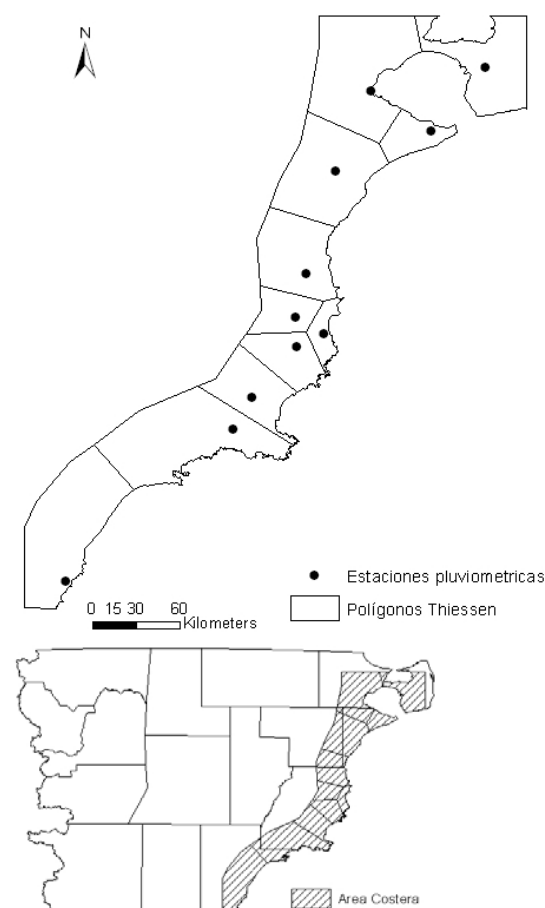 N
Estaciones pluviometricas
Polígonos Thiessen
0 15 30 60
Kilometers
Area Costera